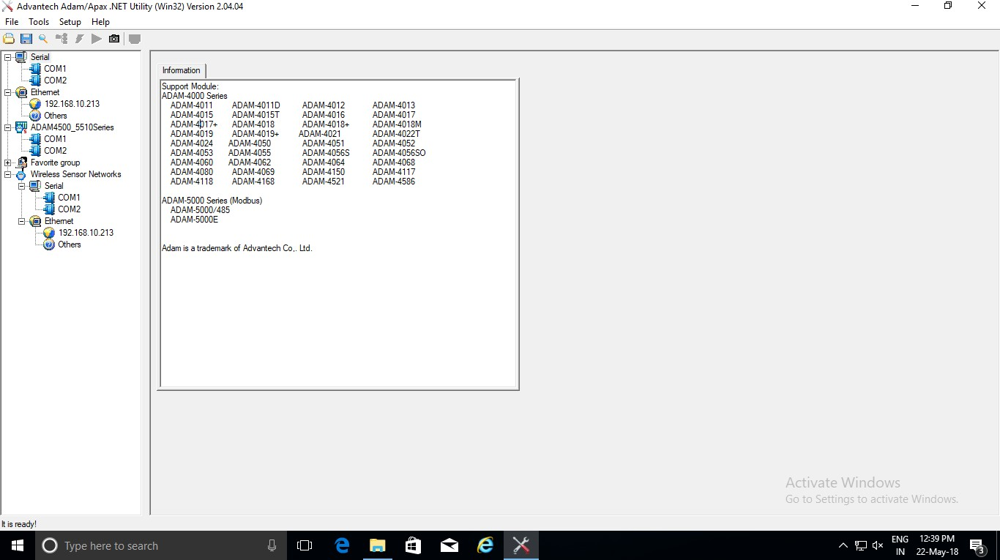 Advantech Adam/Apax .NET Utility (Win32) Version 2.04.04
File Tools Setup Help
Serial
COM1
COM2
Ethernet
192.168.10.213
Others
ADAM4500_5510Series
COM1
COM2
Favorite group
Wireless Sensor Networks
Serial
COM1
COM2
Ethernet
192.168.10.213
Others
Information
Support Module:
ADAM-4000 Series
ADAM-4011 ADAM-4011D ADAM-4012 ADAM-4013
ADAM-4015 ADAM-4015T ADAM-4016 ADAM-4017
ADAM-4017+ ADAM-4018 ADAM-4018+ ADAM-4018M
ADAM-4019 ADAM-4019+ ADAM-4021 ADAM-4022T
ADAM-4024 ADAM-4050 ADAM-4051 ADAM-4052
ADAM-4053 ADAM-4055 ADAM-4056S ADAM-4056SO
ADAM-4060 ADAM-4062 ADAM-4064 ADAM-4068
ADAM-4080 ADAM-4069 ADAM-4150 ADAM-4117
ADAM-4118 ADAM-4168 ADAM-4521 ADAM-4586
ADAM-5000 Series (Modbus)
ADAM-5000/485
ADAM-5000E
Adam is a trademark of Advantech Co,. Ltd.
Activate Windows
Go to Settings to activate Windows.
It is ready!
Type here to search
ENG
IN
12:39 PM
22-May-18
3